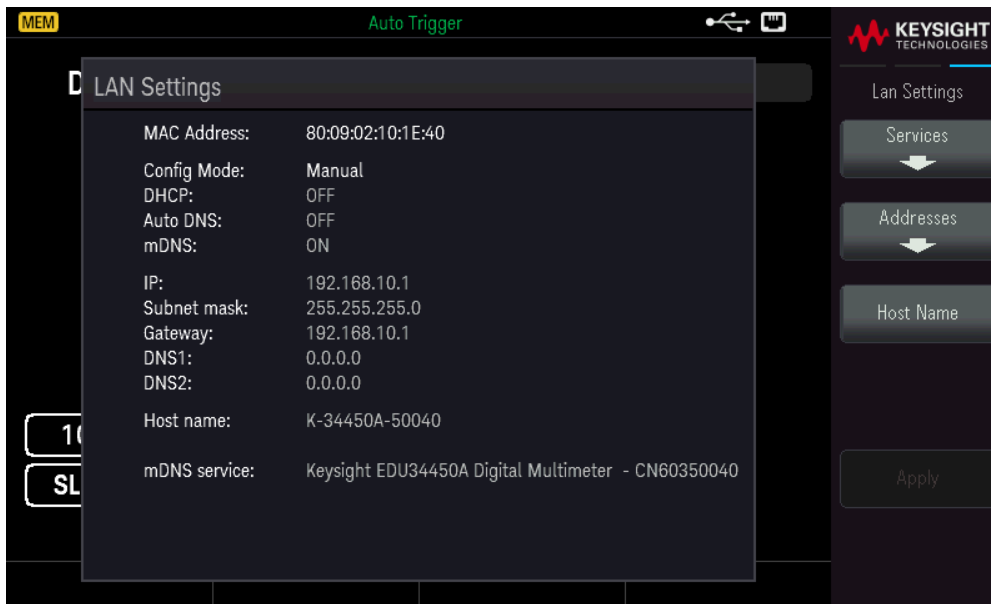 MEM
Auto Trigger
KEYSIGHT
TECHNOLOGIES
D
LAN Settings
Lan Settings
MAC Address: 80:09:02:10:1E:40
Services
Config Mode: Manual
DHCP: OFF
Auto DNS: OFF
Addresses
mDNS: ON
IP: 192.168.10.1
Subnet mask: 255.255.255.0
Host Name
Gateway: 192.168.10.1
DNS1: 0.0.0.0
DNS2: 0.0.0.0
Host name: K-34450A-50040
10
mDNS service: Keysight EDU34450A Digital Multimeter - CN60350040
SL
Apply